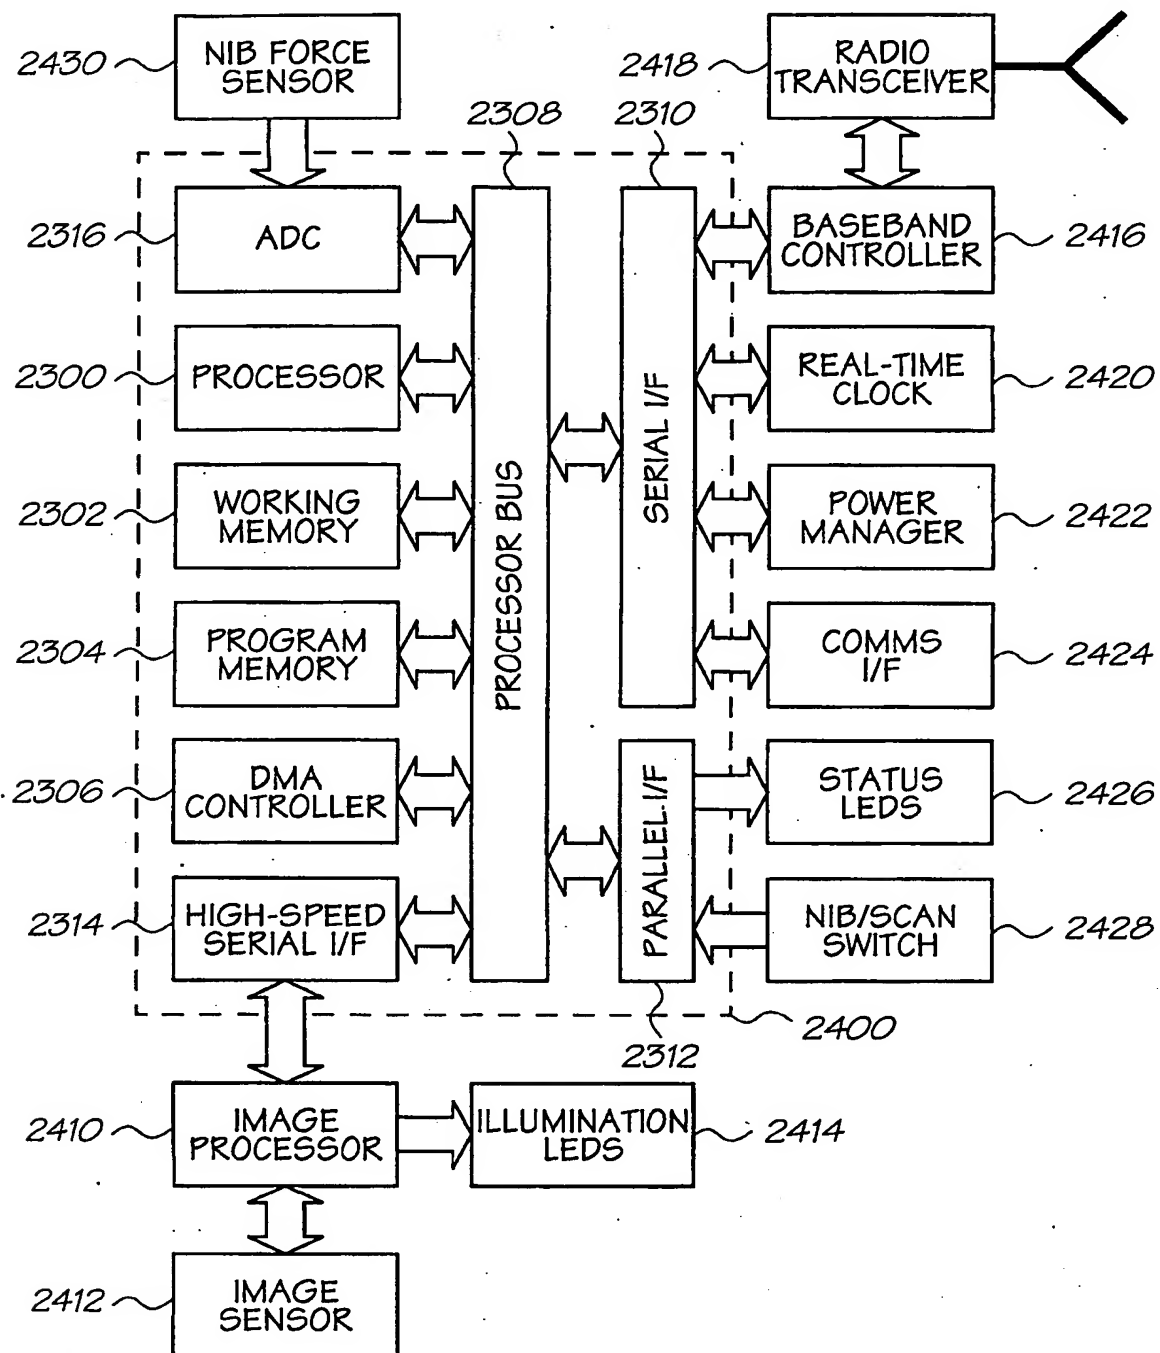 2430
NIB FORCE
SENSOR
2418
RADIO
TRANSCEIVER
2308
2310
2316
ADC
BASEBAND
CONTROLLER
2416
2300
PROCESSOR
REAL-TIME
CLOCK
2420
2302
WORKING
MEMORY
PROCESSOR BUS
SERIAL I/F
POWER
MANAGER
2422
2304
PROGRAM
MEMORY
COMMS
I/F
2424
2306
DMA
CONTROLLER
PARALLEL-I/F
STATUS
LEDS
2426
2314
HIGH-SPEED
SERIAL I/F
NIB/SCAN
SWITCH
2428
2400
2312
2410
IMAGE
PROCESSOR
ILLUMINATION
LEDS
2414
2412
IMAGE
SENSOR